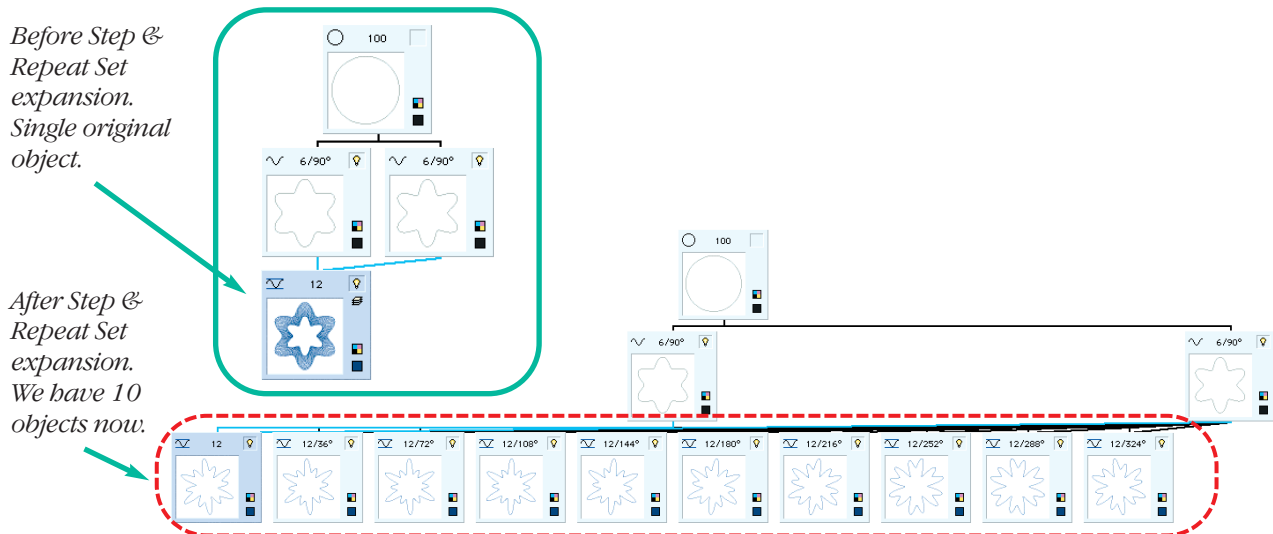 Before Step &
Repeat Set
expansion.
Single original
object.
100
6/90° 6/90°
12
100
6/90° 6/90°
After Step &
Repeat Set
expansion.
We have 10
objects now.
12 12/36° 12/72° 12/108° 12/144° 12/180° 12/216° 12/252° 12/288° 12/324°